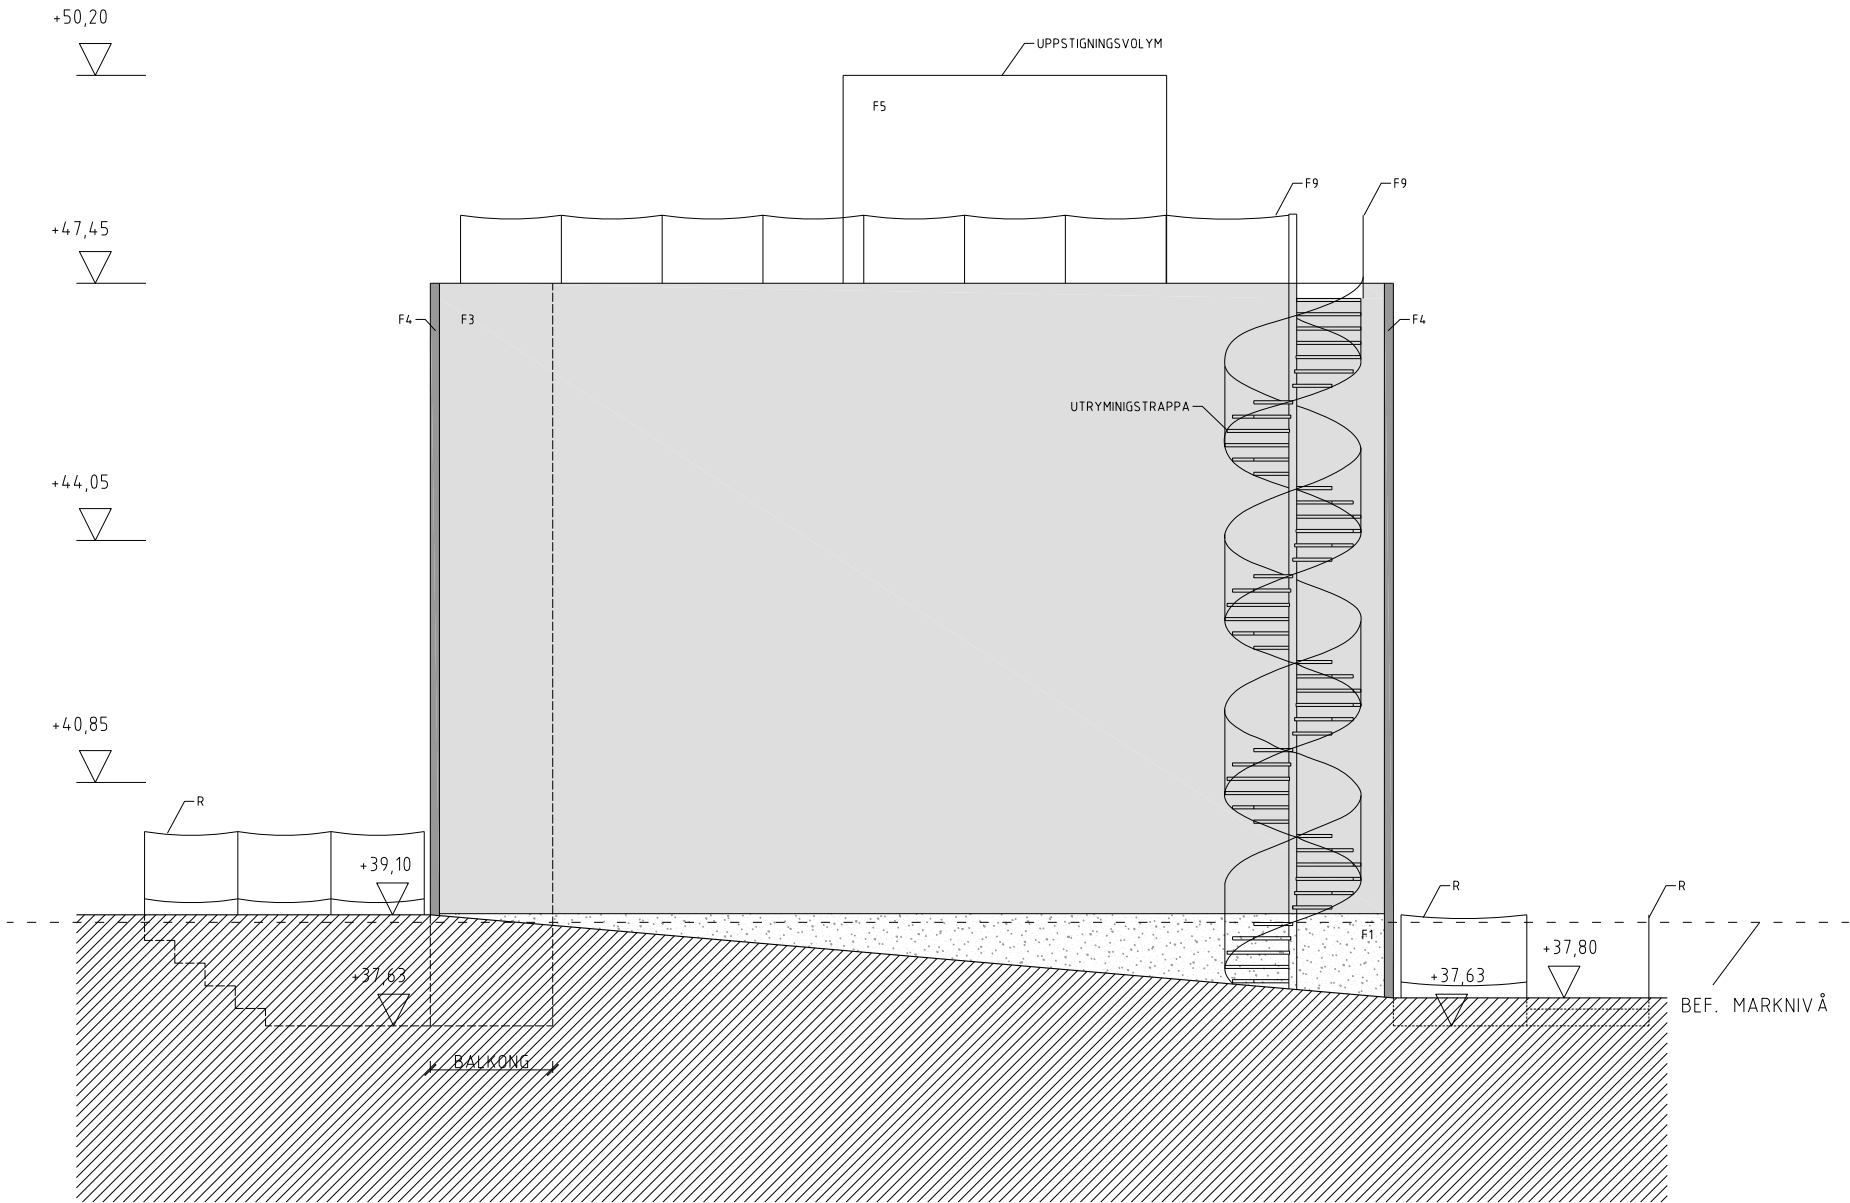 +50,20
UPPSTIGNINGSVOLYM
F5
F9
F9
+47,45
F4
F3
F4
UTRYMINIGSTRAPPA
+44,05
+40,85
R
+39,10
R
R
F1
+37,80
+37,63
+37,63
BEF. MARKNIVÅ
BALKONG